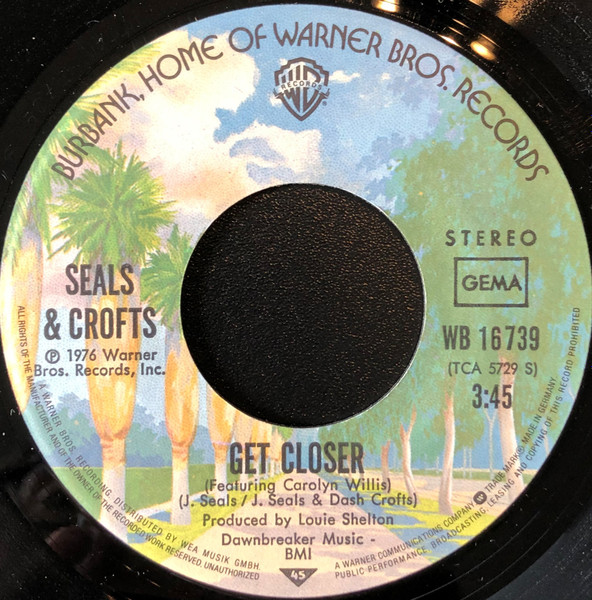 BURBANK, HOME OF WARNER BROS. RECORDS
WB
RECORDS
STEREO
GEMA
SEALS
& CROFTS
℗ 1976 Warner
Bros. Records, Inc.
WB 16 739
(TCA 5729 S)
3:45
GET CLOSER
(Featuring Carolyn Willis)
(J. Seals/J. Seals & Dash Crofts)
Produced by Louie Shelton
Dawnbreaker Music -
BMI
45
ALL RIGHTS OF THE MANUFACTURER AND OF THE OWNER OF THE RECORDED WORK RESERVED. UNAUTHORIZED
PUBLIC PERFORMANCE, BROADCASTING, LEASING AND COPYING OF THIS RECORD PROHIBITED
A WARNER BROS. RECORDING. DISTRIBUTED BY WEA MUSIK GMBH.
A WARNER COMMUNICATIONS COMPANY
TRADE MARK® MADE IN GERMANY